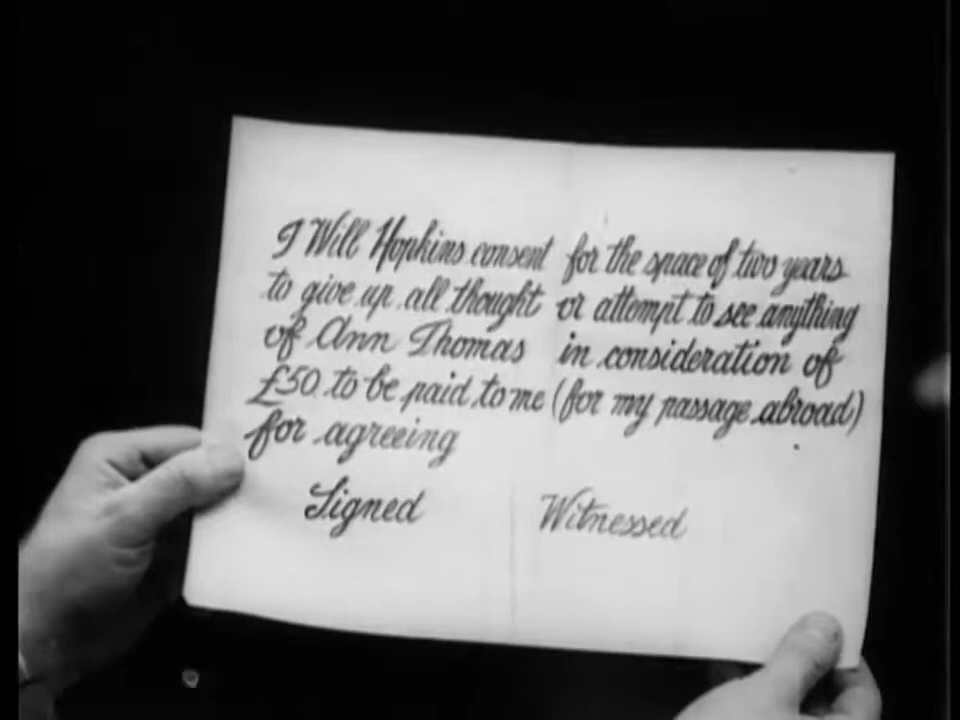 I Will Hopkins consent for the space of two years
to give up all thought or attempt to see anything
of Ann Thomas in consideration of
£50 to be paid to me (for my passage abroad)
for agreeing
Signed Witnessed